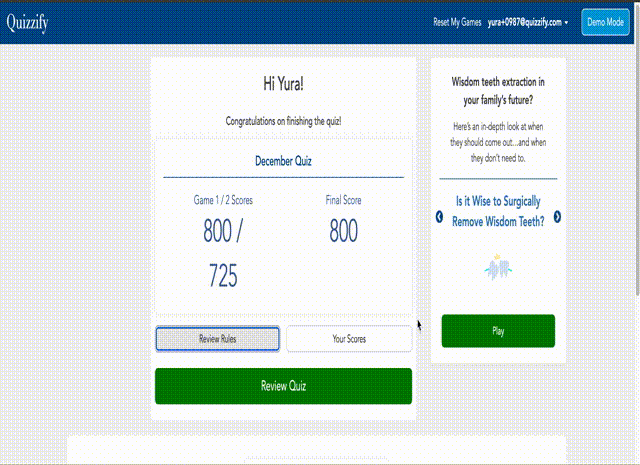 Quizzify
Reset My Games yura+0987@quizzify.com Demo Mode
Hi Yura!
Congratulations on finishing the quiz!
December Quiz
Game 1 / 2 Scores
800 /
725
Final Score
800
Review Rules
Your Scores
Review Quiz
Wisdom teeth extraction in
your family's future?
Here's an in-depth look at when
they should come out...and when
they don't need to.
Is it Wise to Surgically
Remove Wisdom Teeth?
Play